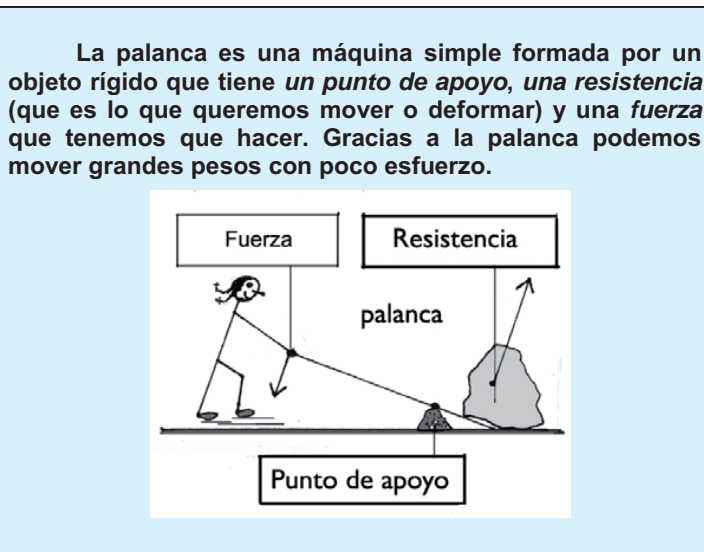 La palanca es una máquina simple formada por un
objeto rígido que tiene un punto de apoyo, una resistencia
(que es lo que queremos mover o deformar) y una fuerza
que tenemos que hacer. Gracias a la palanca podemos
mover grandes pesos con poco esfuerzo.
Fuerza
Resistencia
palanca
Punto de apoyo